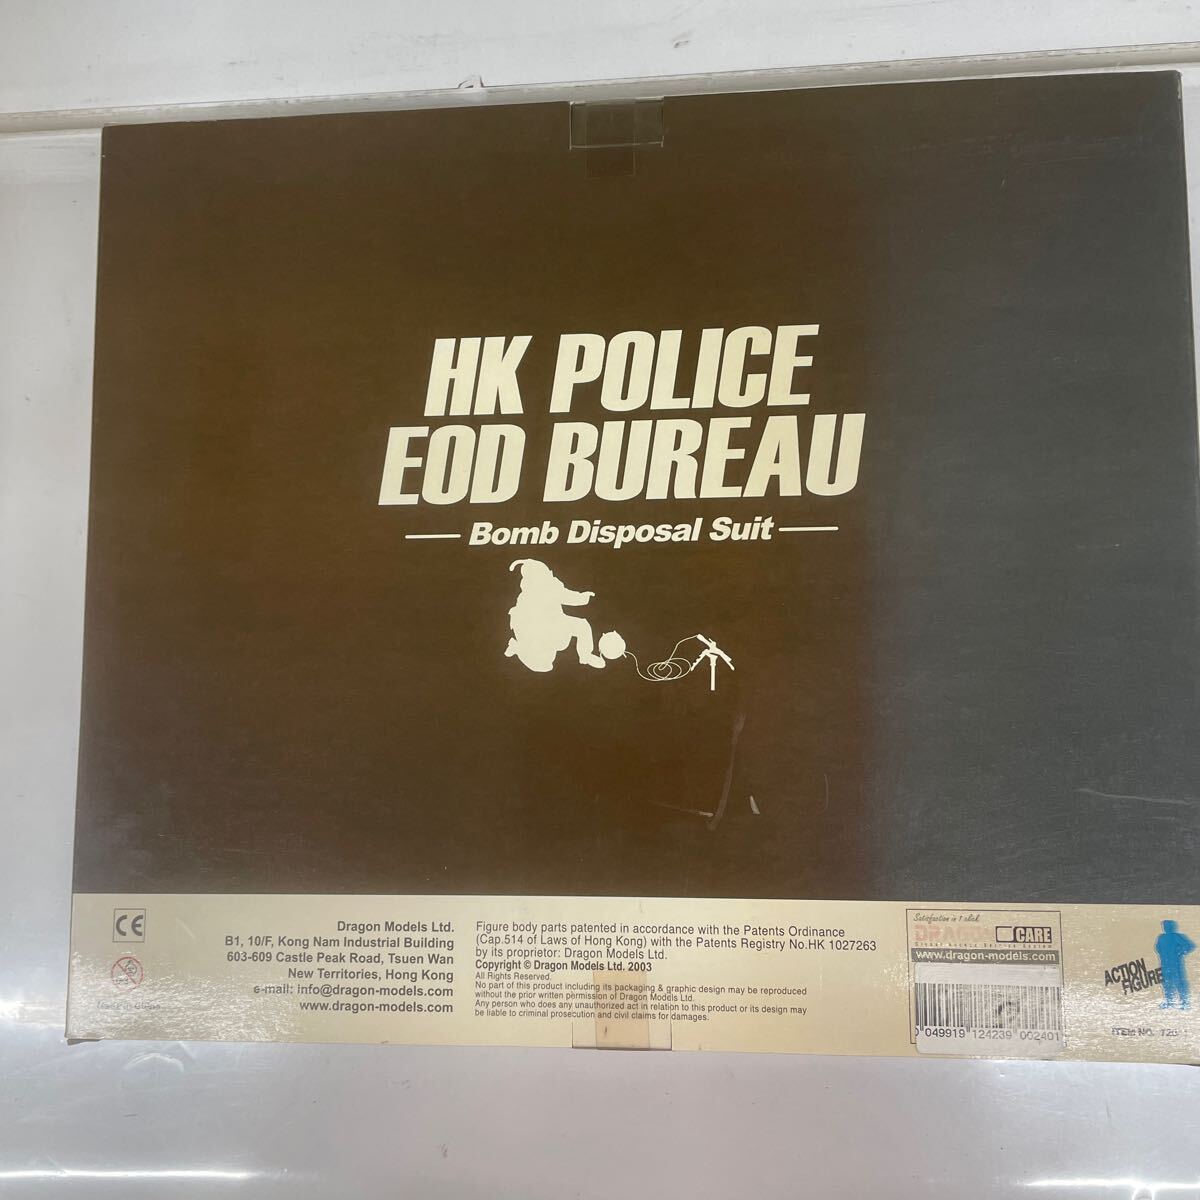 HK POLICE
EOD BUREAU
Bomb Disposal Suit
CE
Dragon Models Ltd.
B1, 10/F, Kong Nam Industrial Building
603-609 Castle Peak Road, Tsuen Wan
New Territories, Hong Kong
e-mail: info@dragon-models.com
www.dragon-models.com
Figure body parts patented in accordance with the Patents Ordinance
(Cap.514 of Laws of Hong Kong) with the Patents Registry No.HK 1027263
by its proprietor: Dragon Models Ltd.
Copyright © Dragon Models Ltd. 2003
All Rights Reserved.
No part of this product including its packaging & graphic design may be reproduced
without the prior written permission of Dragon Models Ltd.
Any person who does any unauthorized act in relation to this product or its design may
be liable to criminal prosecution and civil claims for damages.
Satisfaction in 1 click
DRAGON CARE
www.dragon-models.com
0 049919 124239 002401
ACTION
FIGURE
ITEM NO.